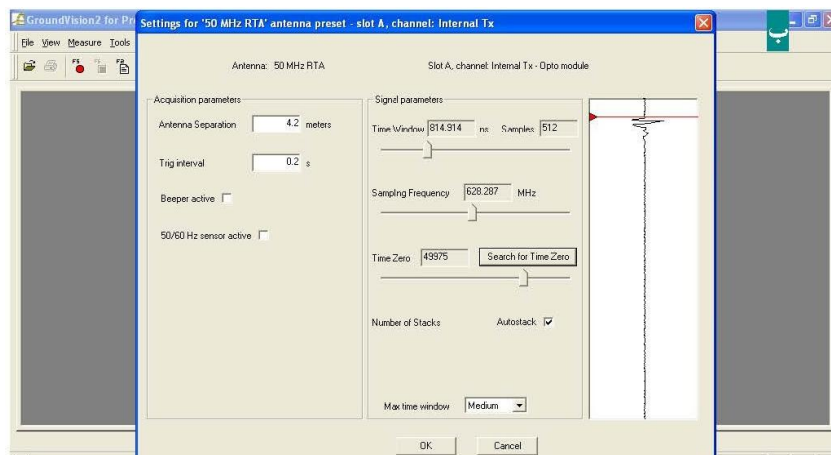 GroundVision2 for Pr
Settings for '50 MHz RTA' antenna preset - slot A, channel: Internal Tx
File View Measure Tools
Antenna: 50 MHz RTA
Slot A, channel: Internal Tx - Opto module
Acquisition parameters
Antenna Separation 4.2 meters
Trig interval 0.2 s
Beeper active
50/60 Hz sensor active
Signal parameters
Time Window 814.914 ns Samples 512
Sampling Frequency 628.287 MHz
Time Zero 49975 Search for Time Zero
Number of Stacks Autostack
Max time window Medium
OK Cancel
ب